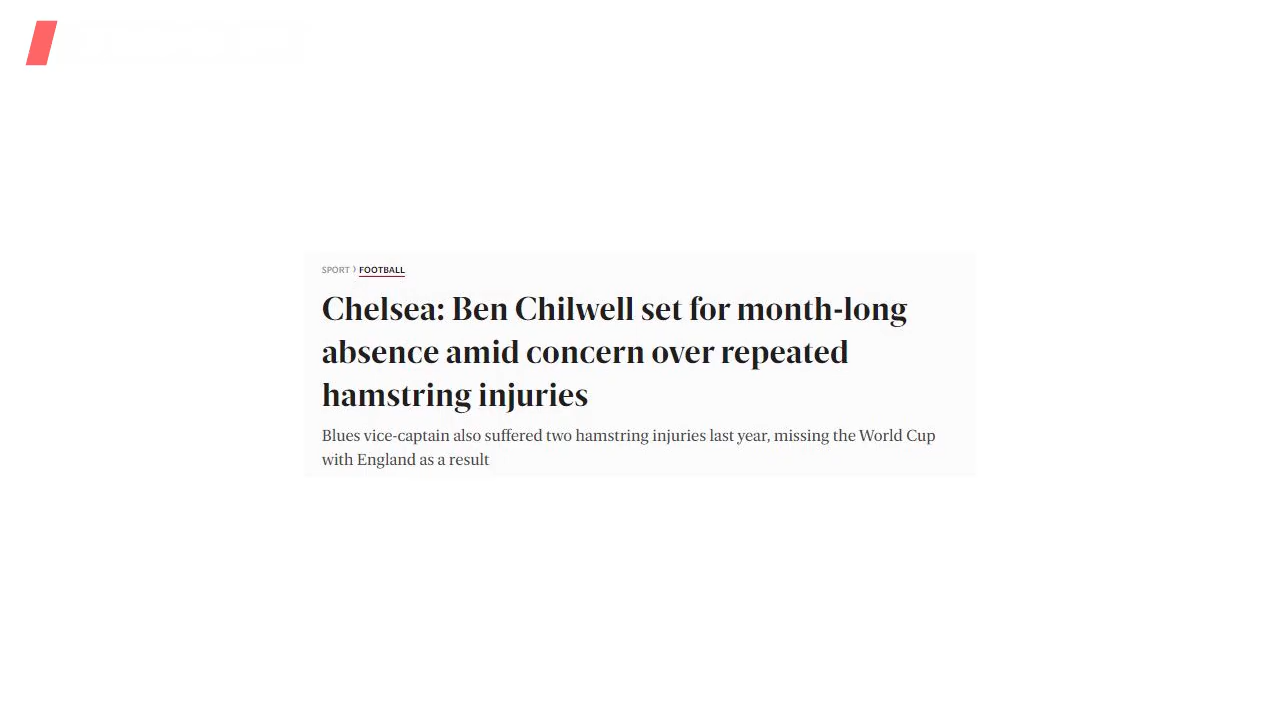 SPORT › FOOTBALL
Chelsea: Ben Chilwell set for month-long
absence amid concern over repeated
hamstring injuries
Blues vice-captain also suffered two hamstring injuries last year, missing the World Cup
with England as a result